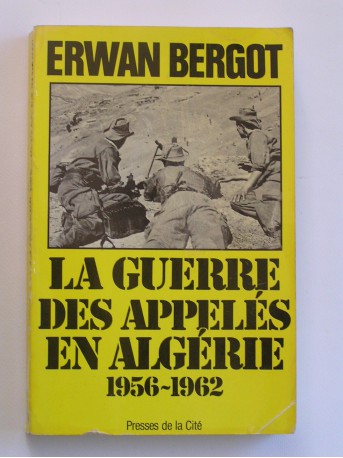 ERWAN BERGOT
LA GUERRE
DES APPELÉS
EN ALGÉRIE
1956-1962
Presses de la Cité